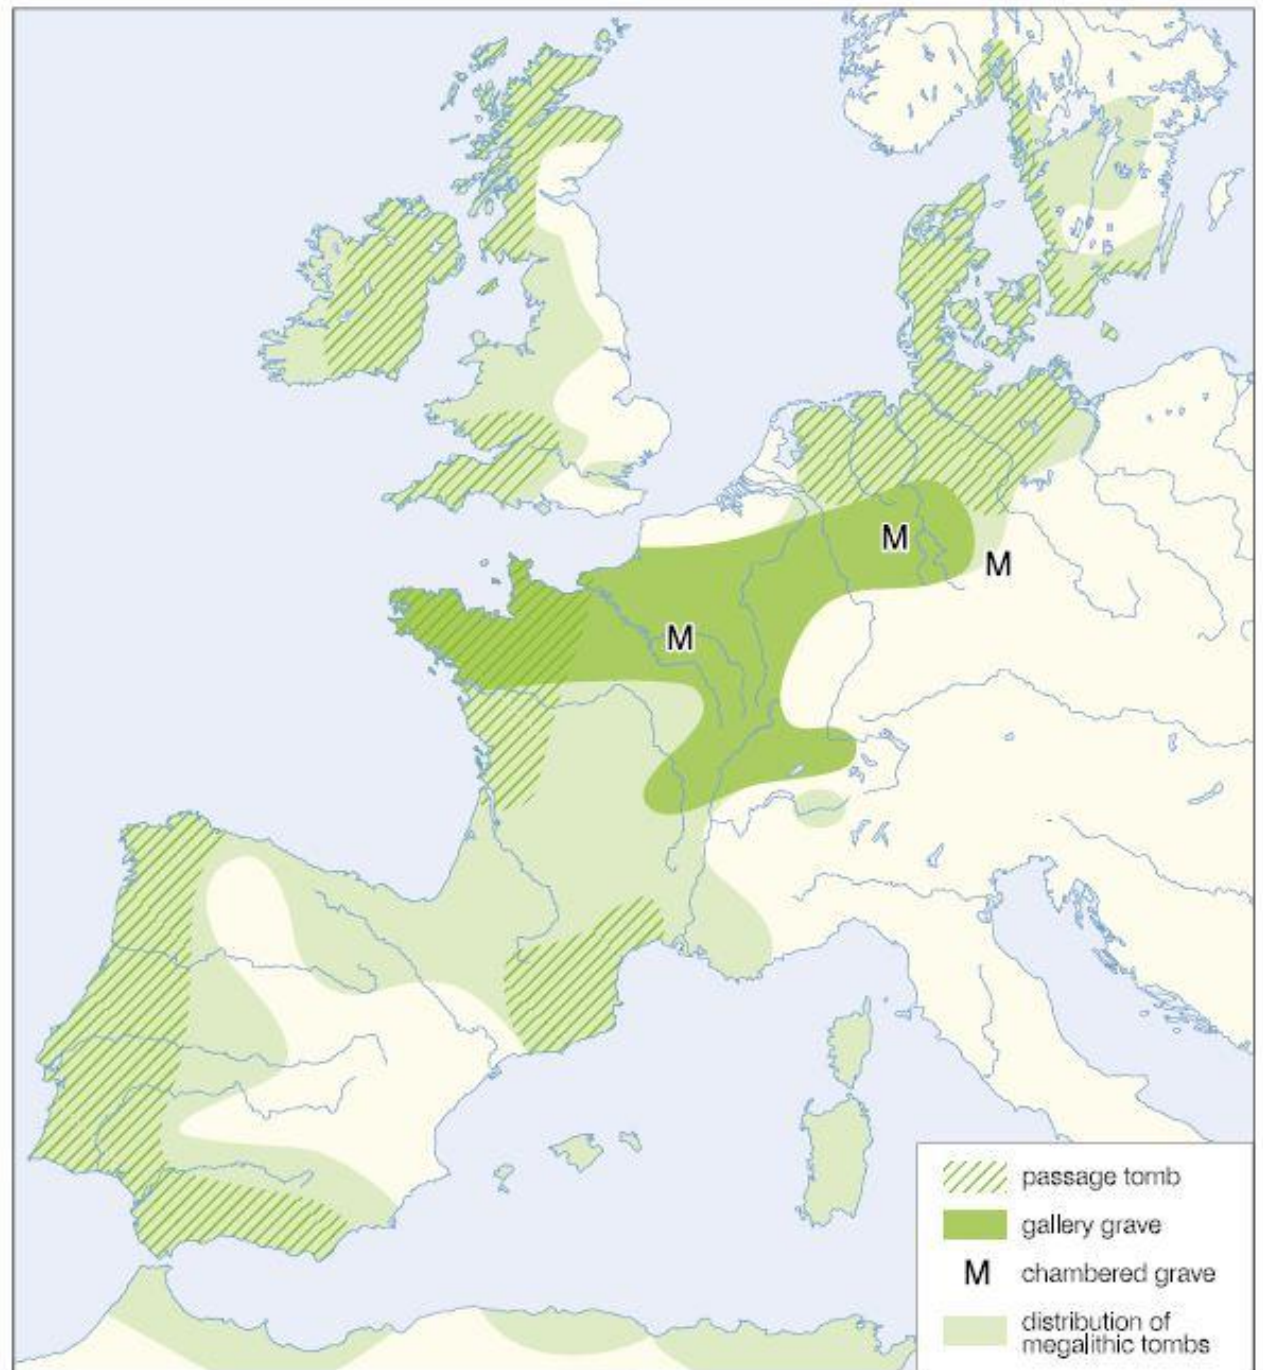 M
M
M
passage tomb
gallery grave
M chambered grave
distribution of
megalithic tombs